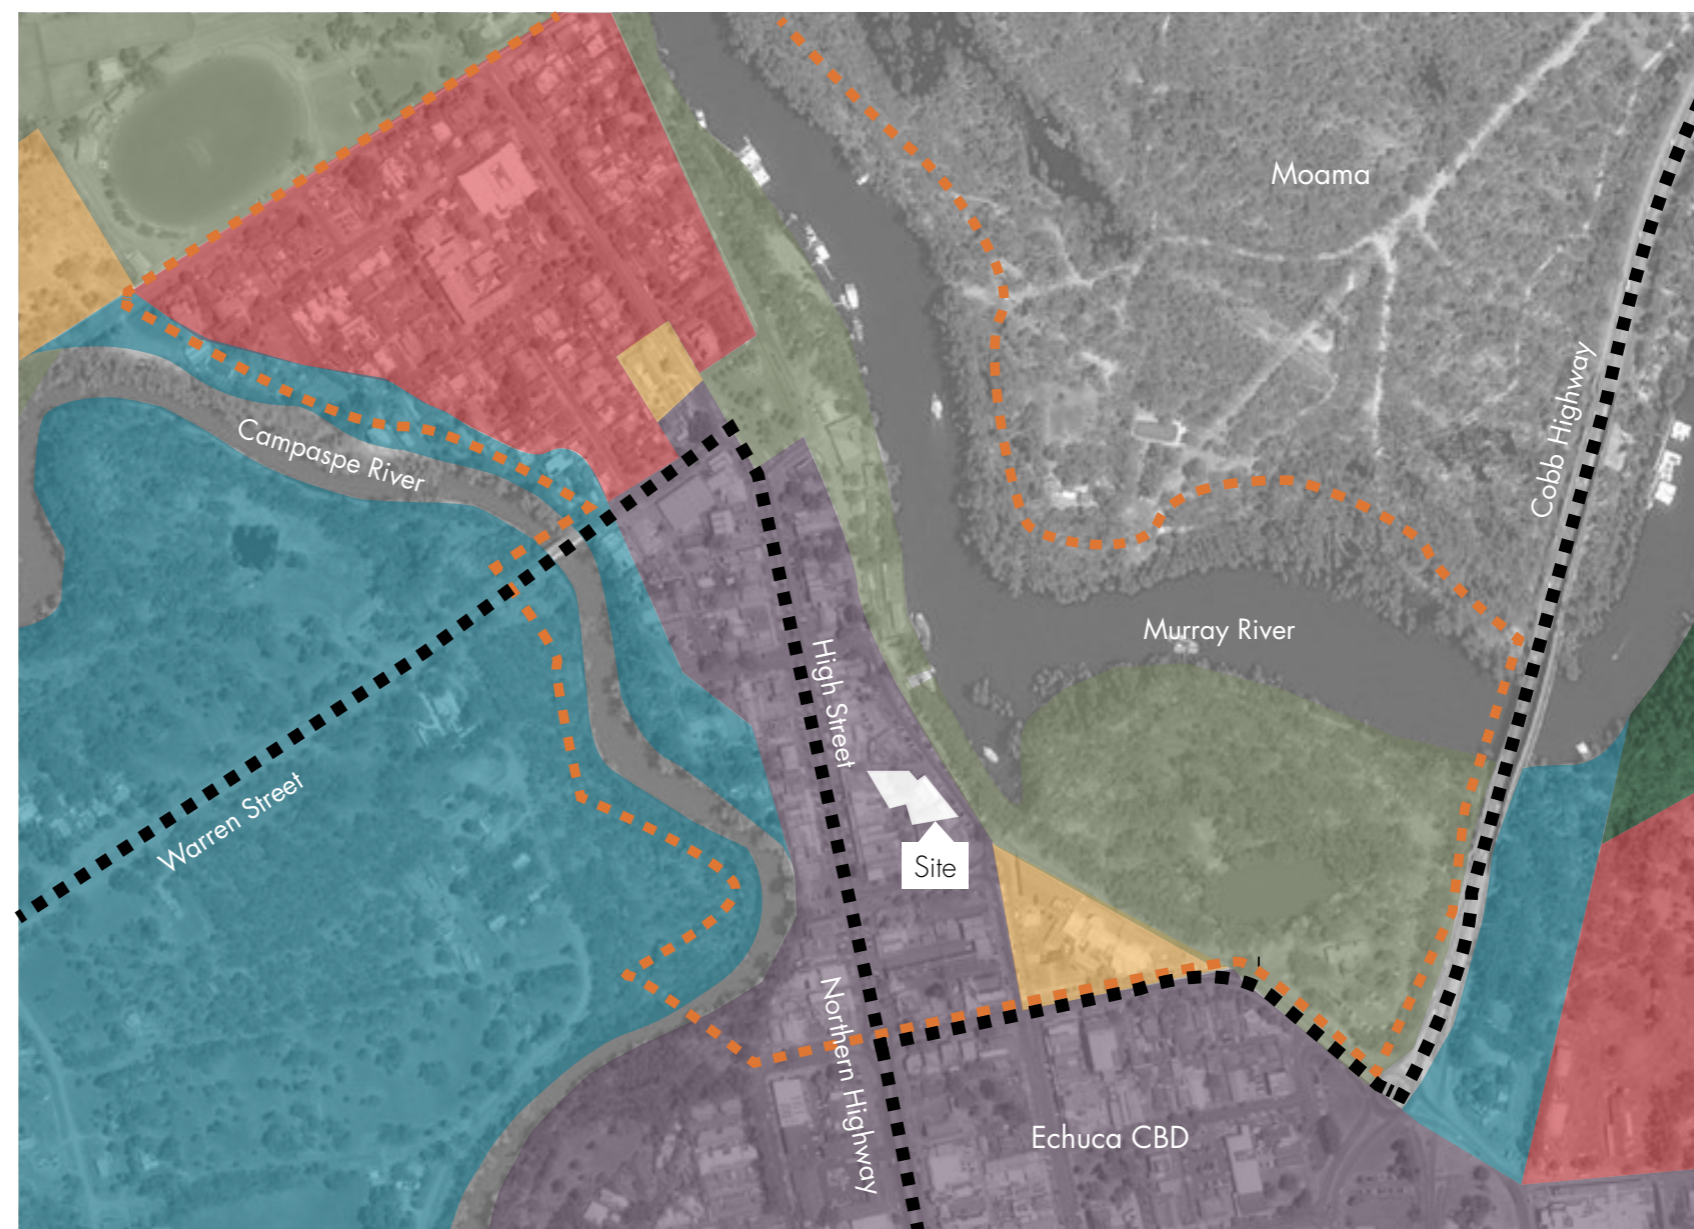 Moama
Cobb Highway
Campaspe River
Murray River
High Street
Warren Street
Site
Northern Highway
Echuca CBD